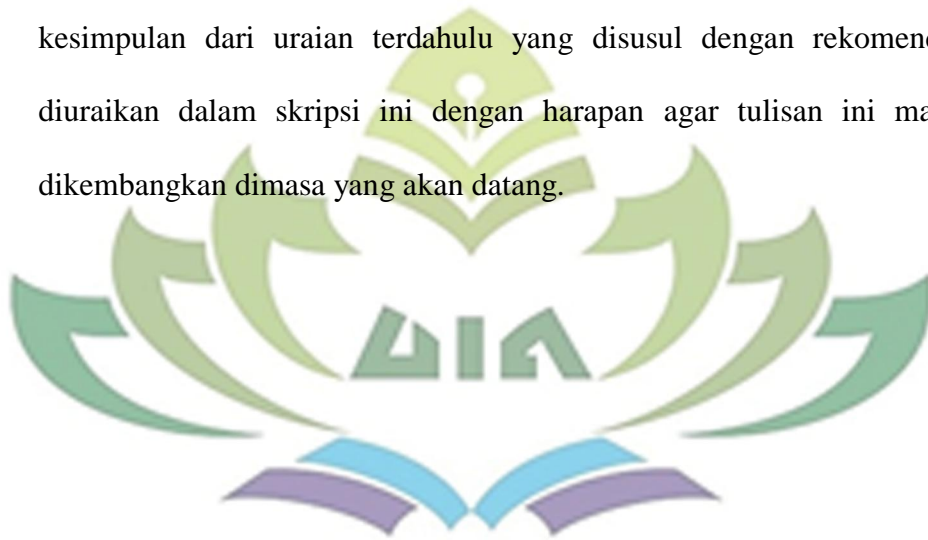 kesimpulan dari uraian terdahulu yang disusul dengan
diuraikan dalam skripsi ini dengan harapan agar tulisan ini
dikembangkan dimasa yang akan datang.
UIN